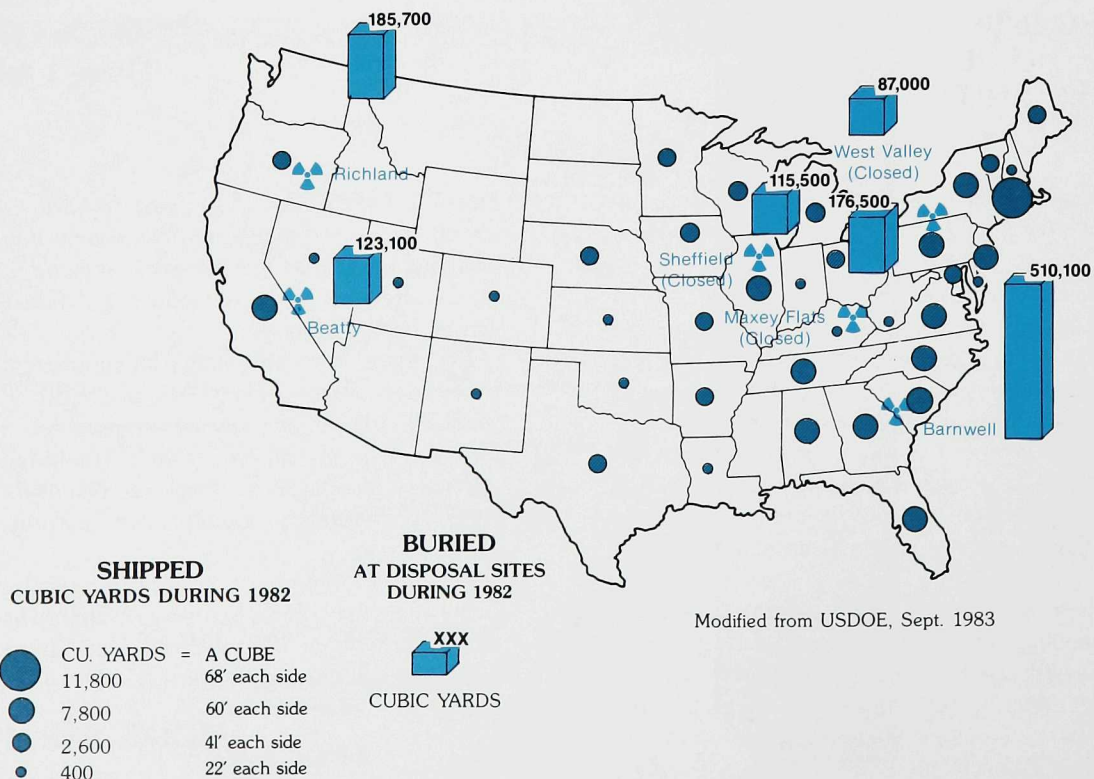 185,700
87,000
West Valley
(Closed)
115,500
176,500
Richland
123,100
Sheffield
(Closed)
510,100
Beatty
Maxey Flats
(Closed)
Barnwell
SHIPPED
CUBIC YARDS DURING 1982
CU. YARDS = A CUBE
11,800 68' each side
7,800 60' each side
2,600 41' each side
400 22' each side
BURIED
AT DISPOSAL SITES
DURING 1982
XXX
CUBIC YARDS
Modified from USDOE, Sept. 1983